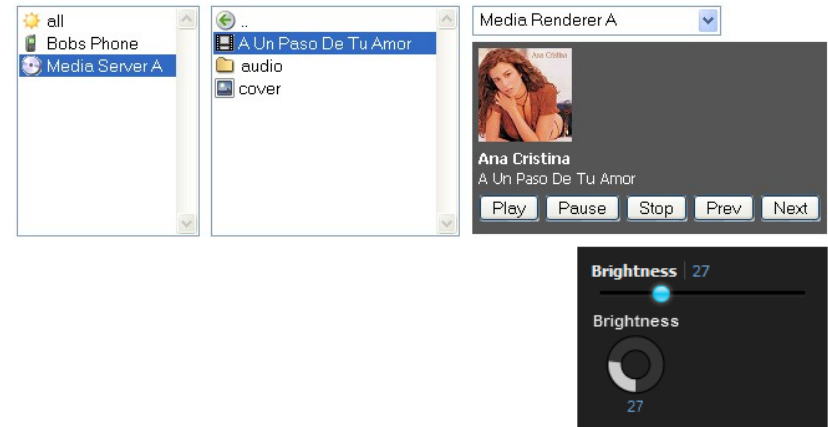 all
Bobs Phone
Media Server A
..
A Un Paso De Tu Amor
audio
cover
Media Renderer A
Ana Cristina
Ana Cristina
A Un Paso De Tu Amor
Play Pause Stop Prev Next
Brightness 27
Brightness
27